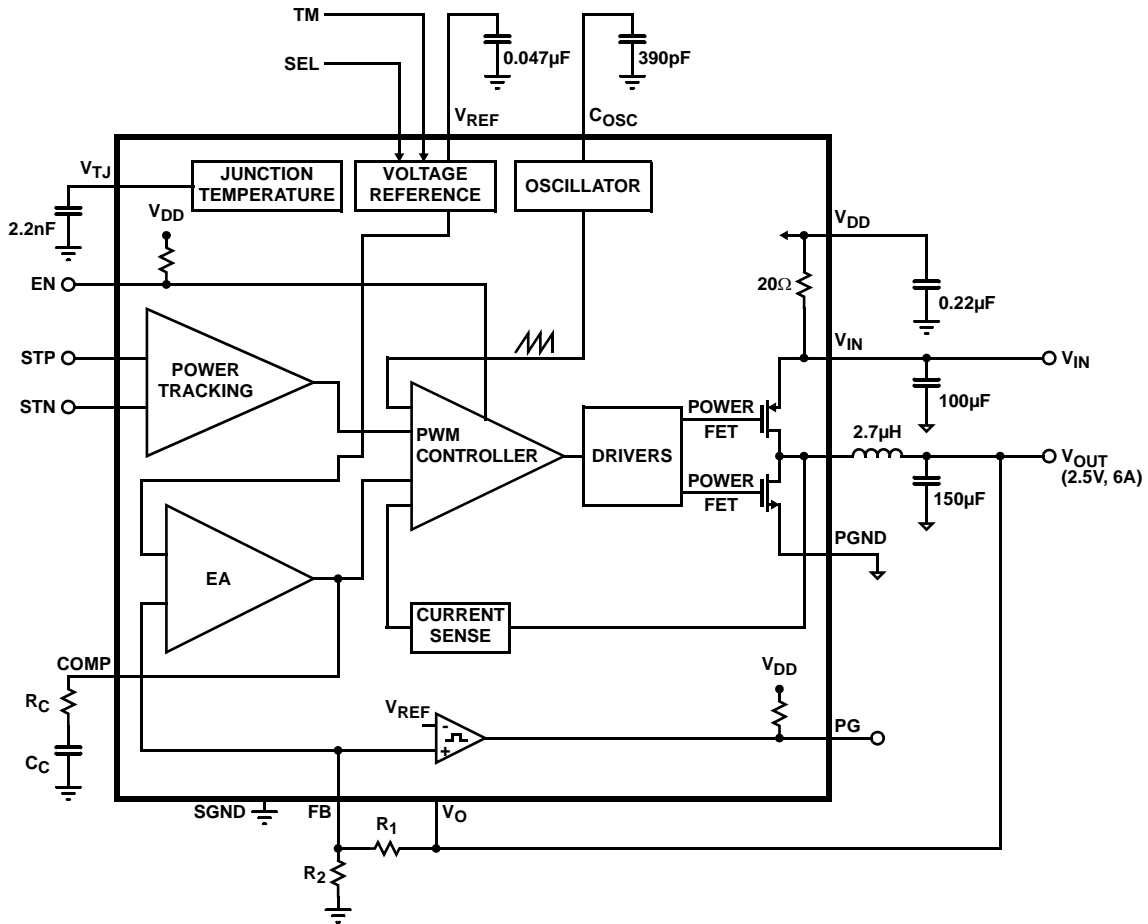 TM
0.047µF
390pF
SEL
VREF
COSC
VTJ
JUNCTION
TEMPERATURE
VOLTAGE
REFERENCE
OSCILLATOR
2.2nF
VDD
VDD
EN
20Ω
0.22µF
STP
POWER
TRACKING
VIN
VIN
STN
100µF
PWM
CONTROLLER
DRIVERS
POWER
FET
2.7µH
VOUT
(2.5V, 6A)
POWER
FET
150µF
PGND
EA
CURRENT
SENSE
COMP
VDD
RC
VREF
-
+
PG
CC
SGND
FB
VO
R1
R2